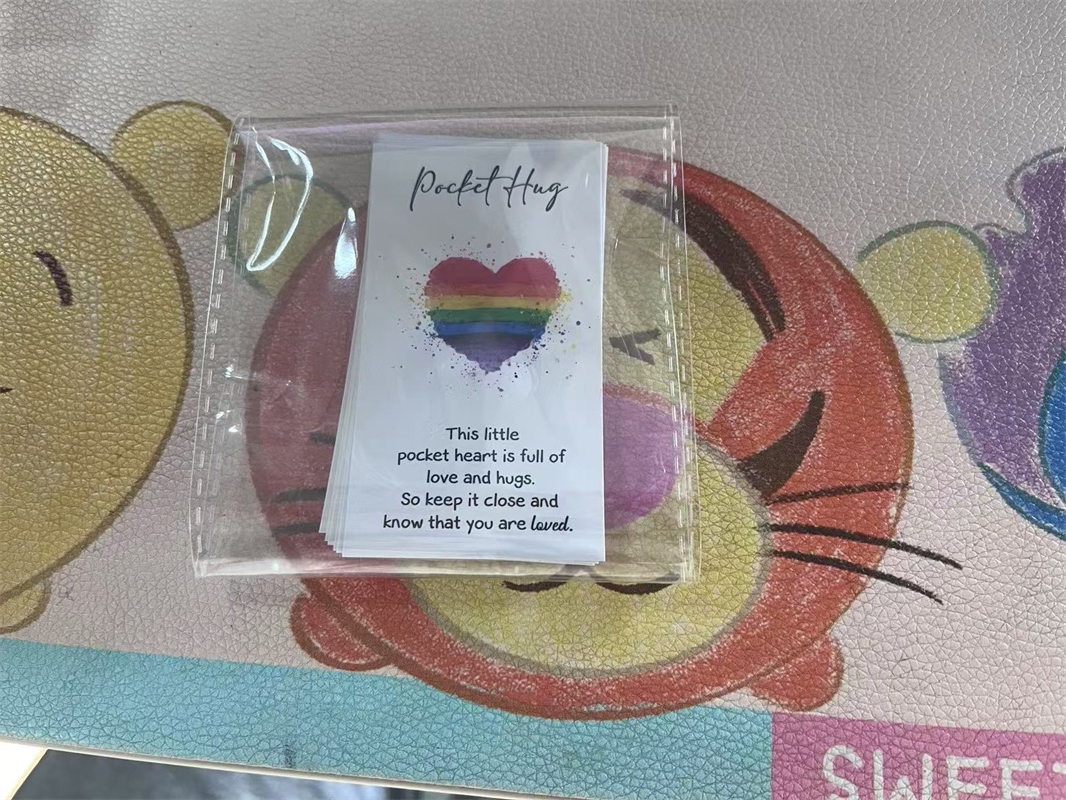 Pocket Hug
This little
pocket heart is full of
love and hugs.
So keep it close and
know that you are loved.
SWEET